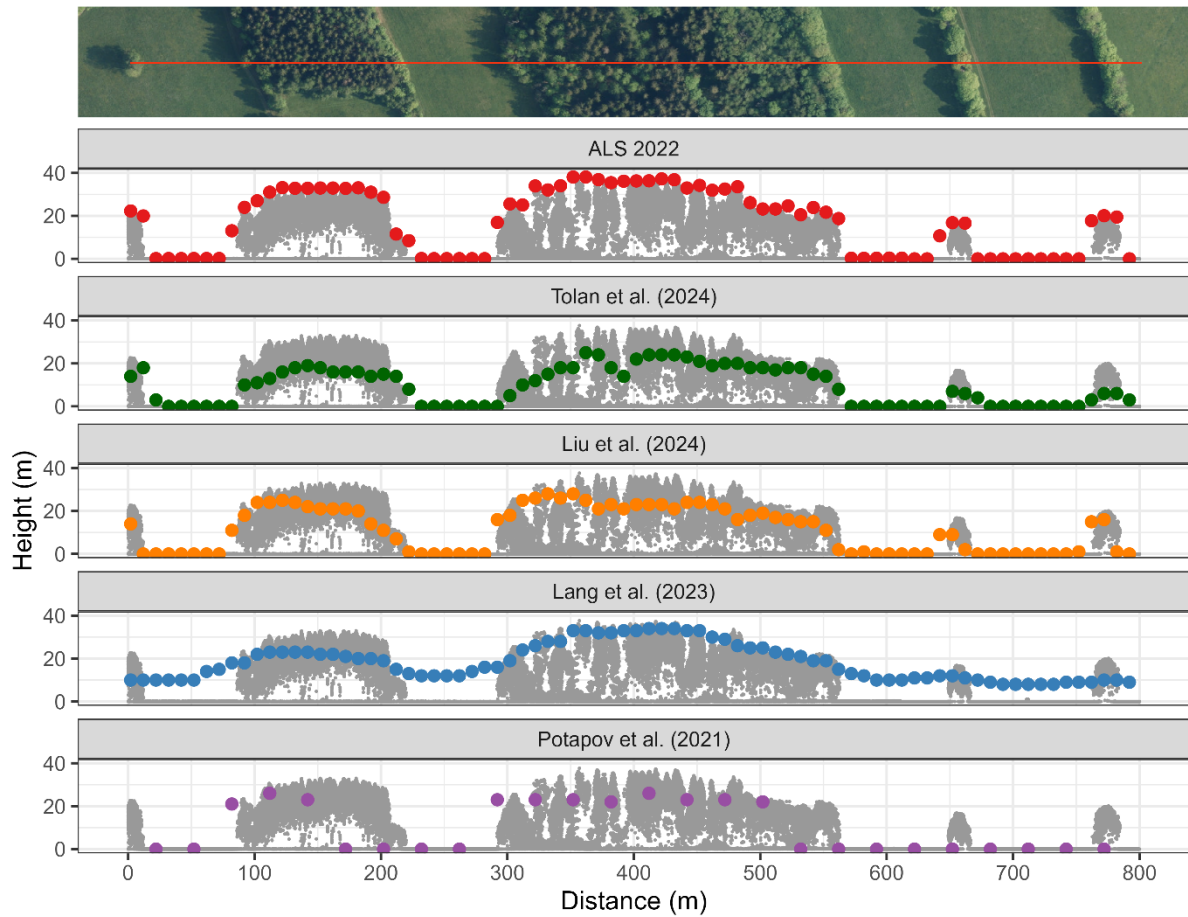 ALS 2022
40
20
0
Tolan et al. (2024)
40
20
0
Liu et al. (2024)
40
20
0
Lang et al. (2023)
40
20
0
Potapov et al. (2021)
40
20
0
Height (m)
0 100 200 300 400 500 600 700 800
Distance (m)